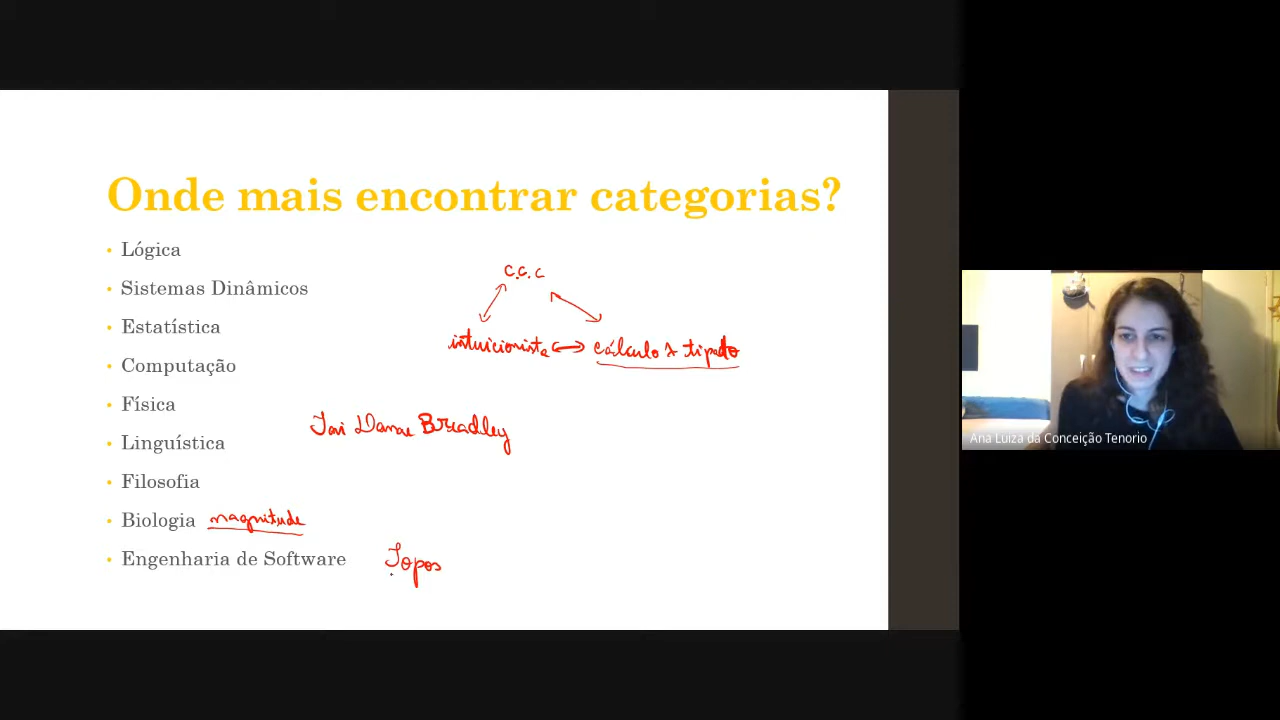 Onde mais encontrar categorias?
• Lógica
• Sistemas Dinâmicos
• Estatística
• Computação
• Física
• Linguística
• Filosofia
• Biologia magnitude
• Engenharia de Software
C.C.C
intuicionista ↔ cálculo λ tipado
Tai Danae Bradley
Topos
Ana Luiza da Conceição Tenorio